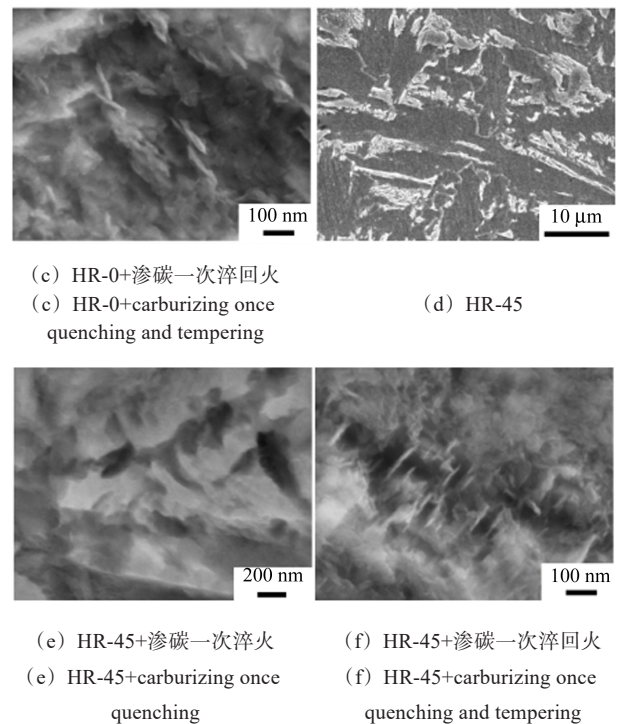 100 nm
10 μm
（c）HR-0+渗碳一次淬回火
（c）HR-0+carburizing once
quenching and tempering
（d）HR-45
200 nm
100 nm
（e）HR-45+渗碳一次淬火
（e）HR-45+carburizing once
quenching
（f）HR-45+渗碳一次淬回火
（f）HR-45+carburizing once
quenching and tempering